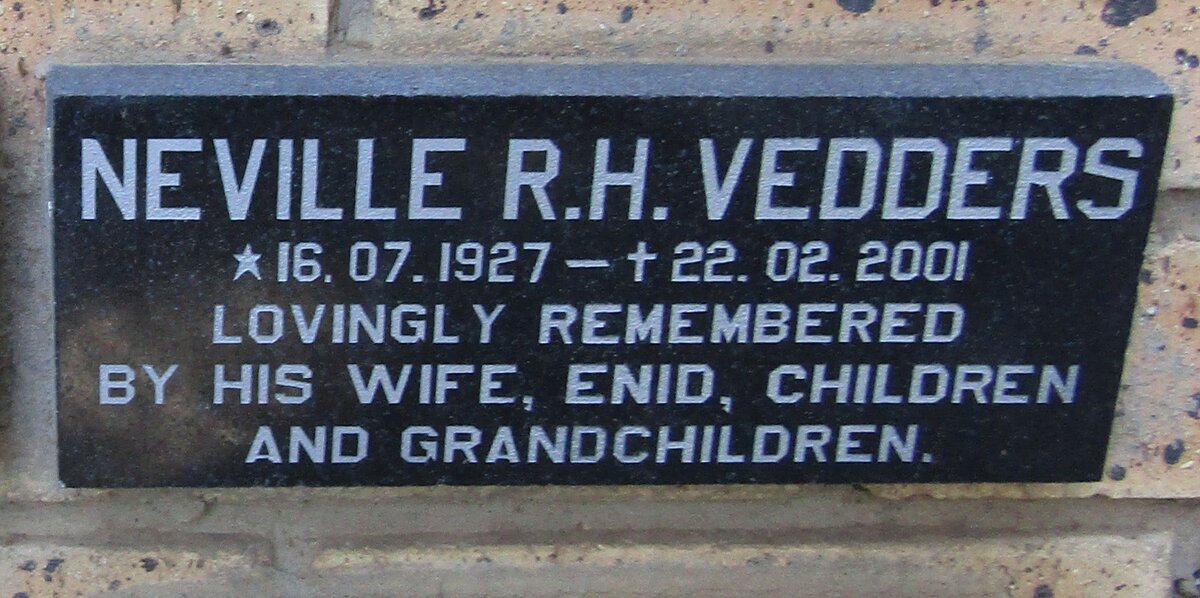 NEVILLE R.H. VEDDERS
★16.07.1927 – †22.02.2001
LOVINGLY REMEMBERED
BY HIS WIFE, ENID, CHILDREN
AND GRANDCHILDREN.